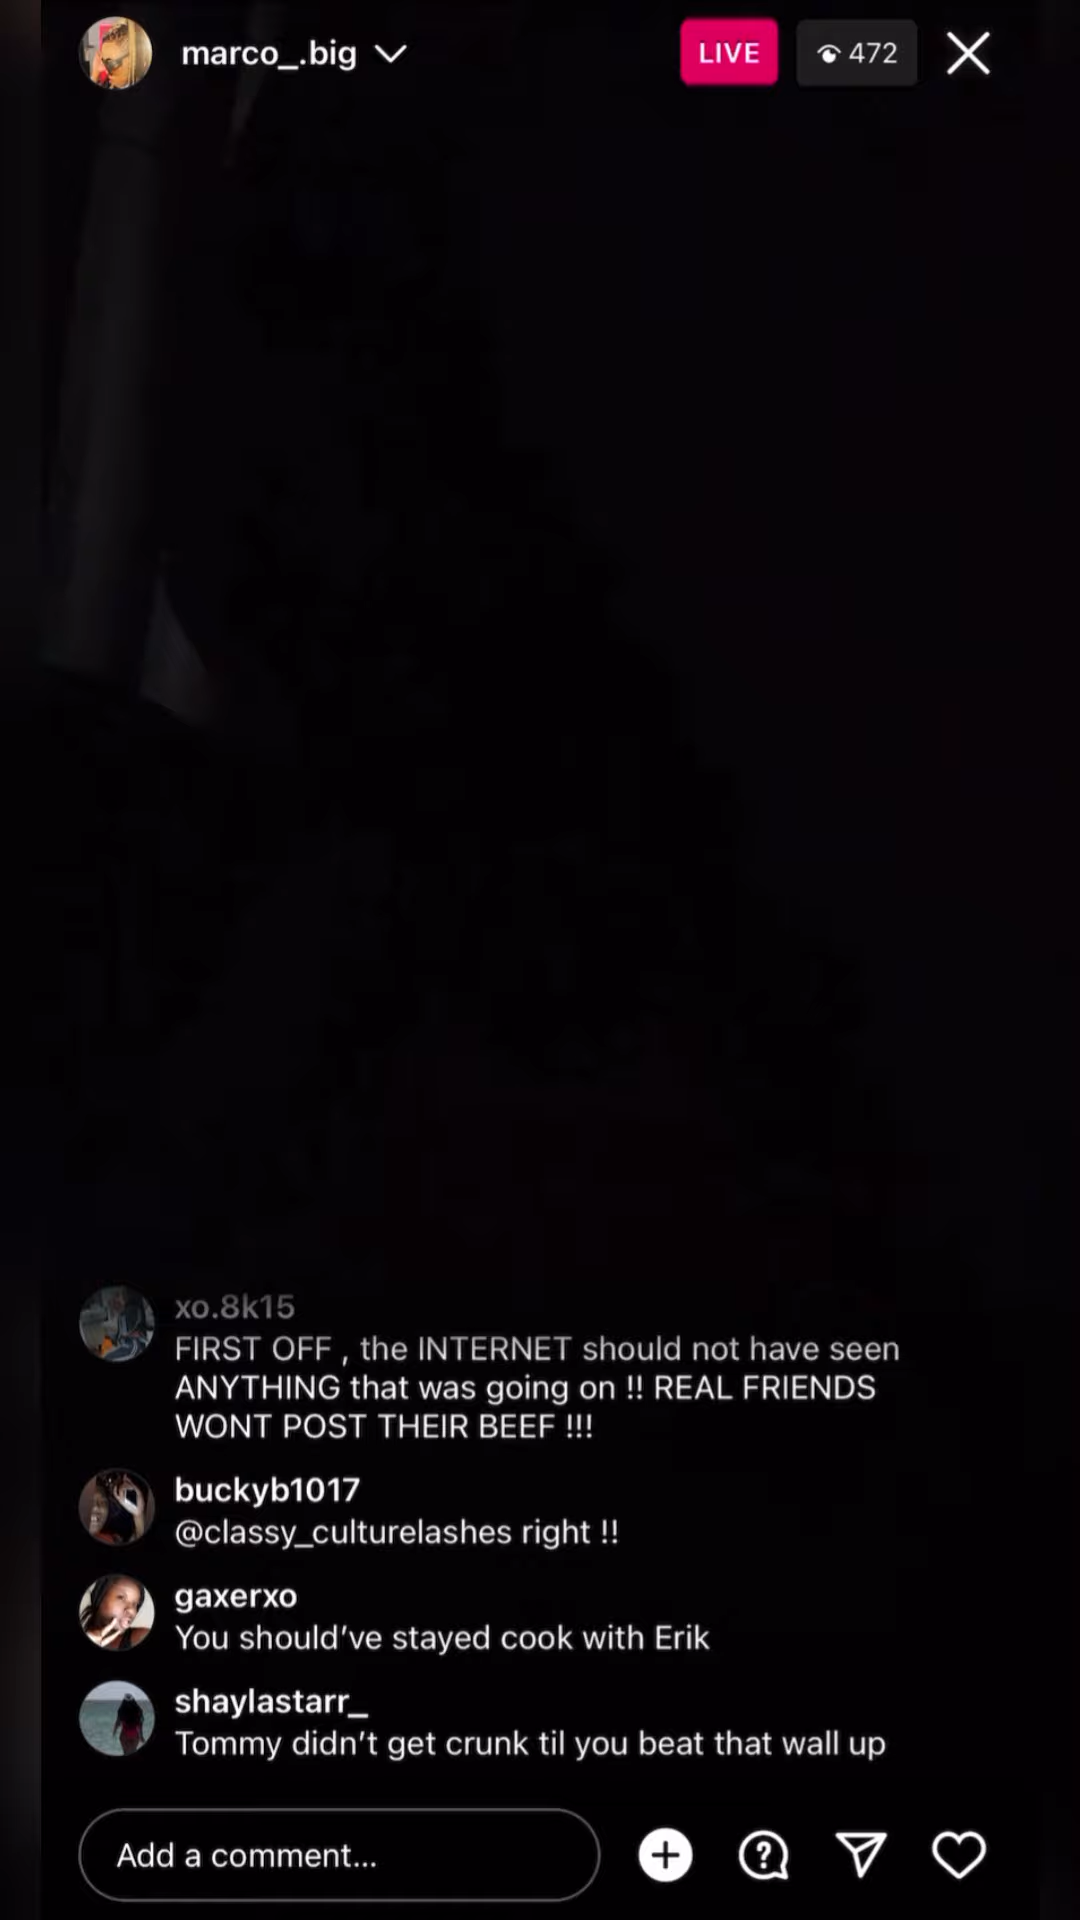 marco_.big
LIVE
472
xo.8k15
FIRST OFF , the INTERNET should not have seen
ANYTHING that was going on !! REAL FRIENDS
WONT POST THEIR BEEF !!!
buckyb1017
@classy_culturelashes right !!
gaxerxo
You should’ve stayed cook with Erik
shaylastarr_
Tommy didn’t get crunk til you beat that wall up
Add a comment...